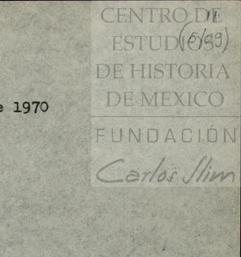 CENTRO DE
ESTUDIOS
DE HISTORIA
DE MEXICO
e 1970
FUNDACIÓN
Carlos Slim